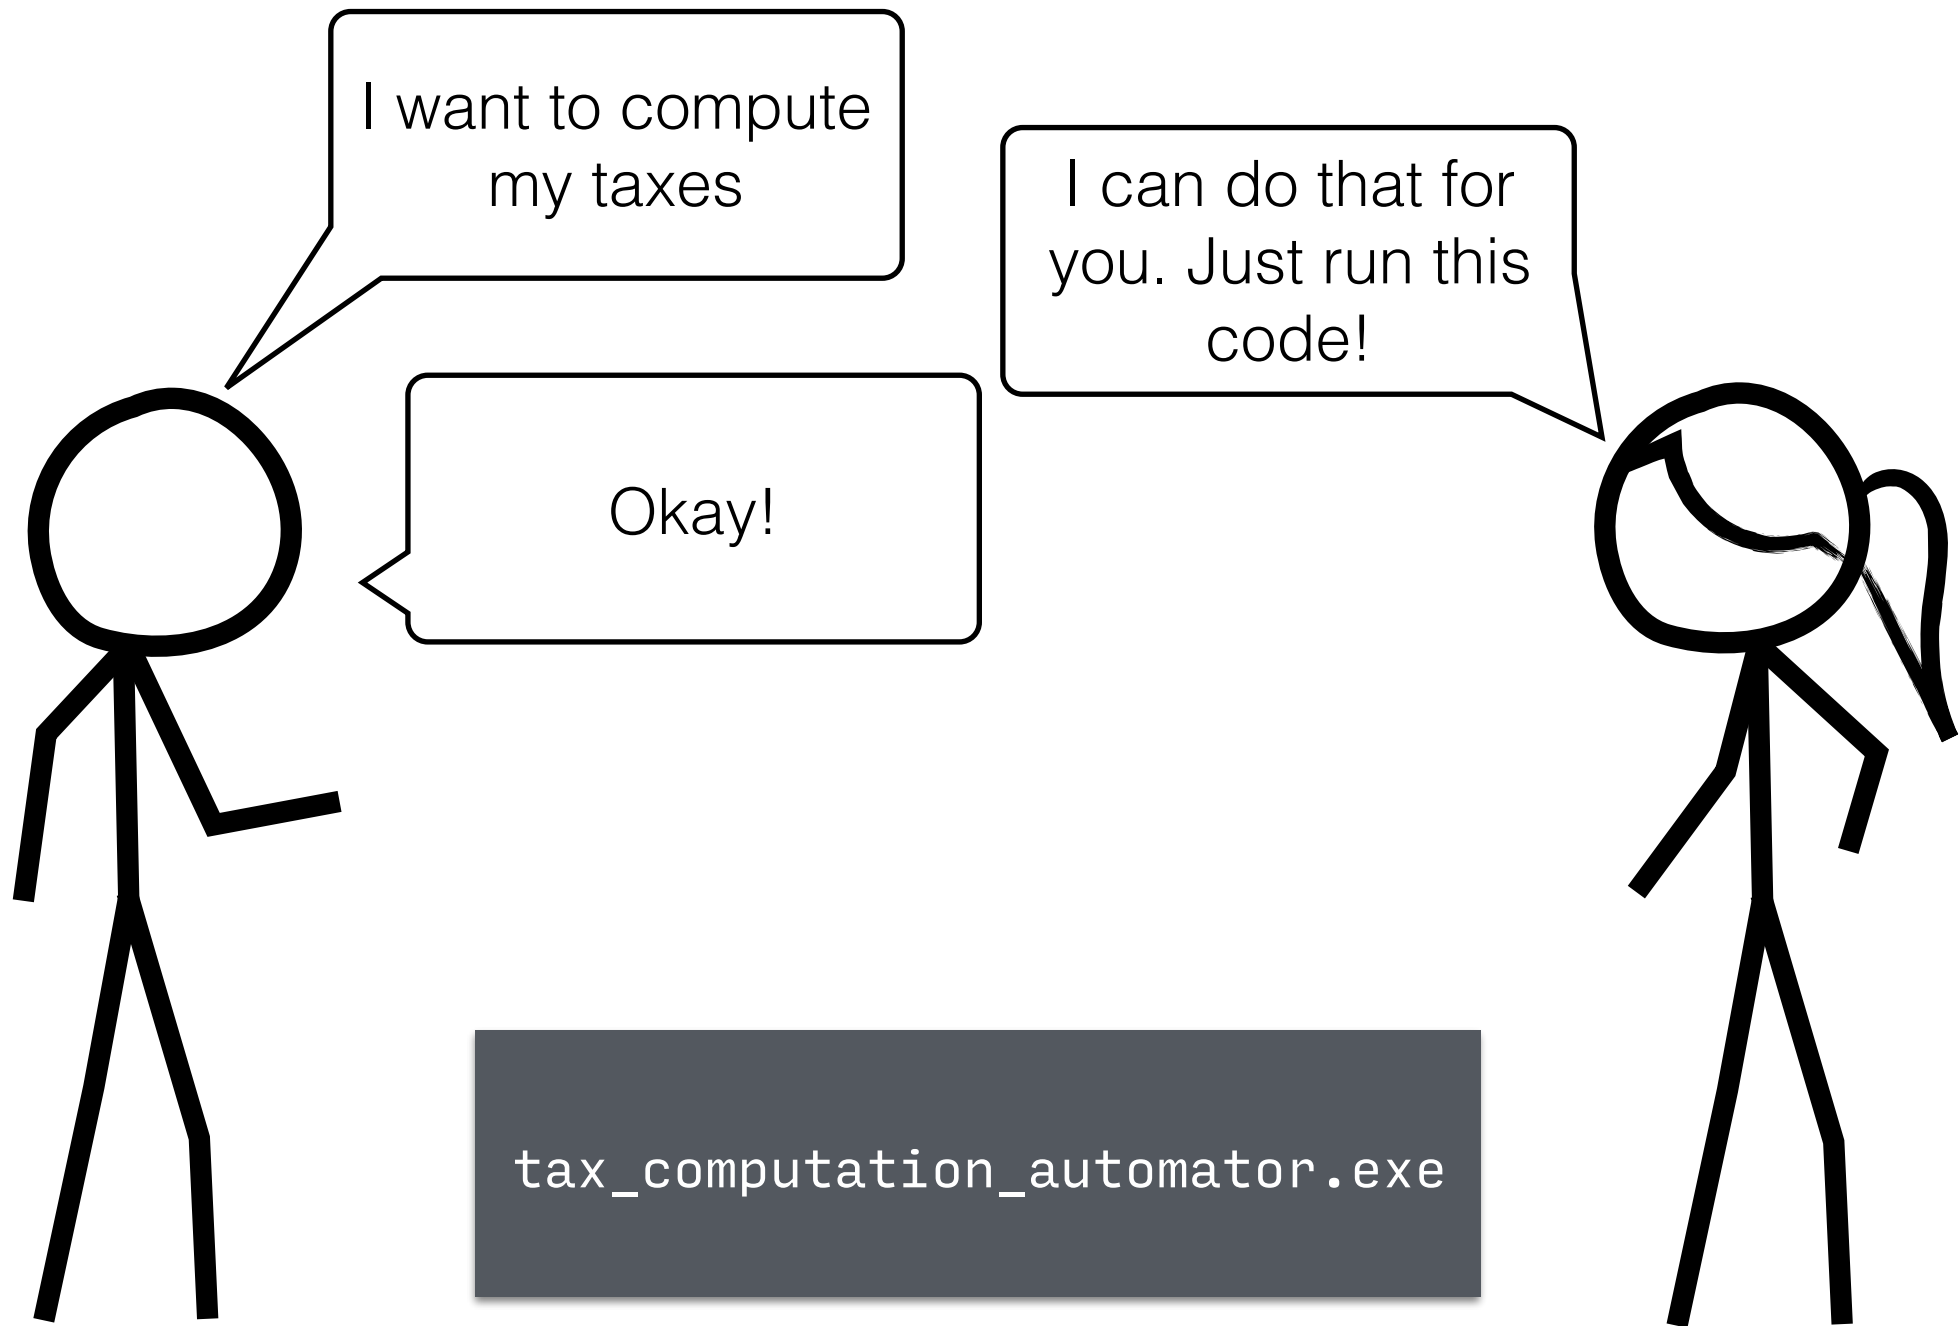 I want to compute
my taxes
I can do that for
you. Just run this
code!
Okay!
tax_computation_automator.exe